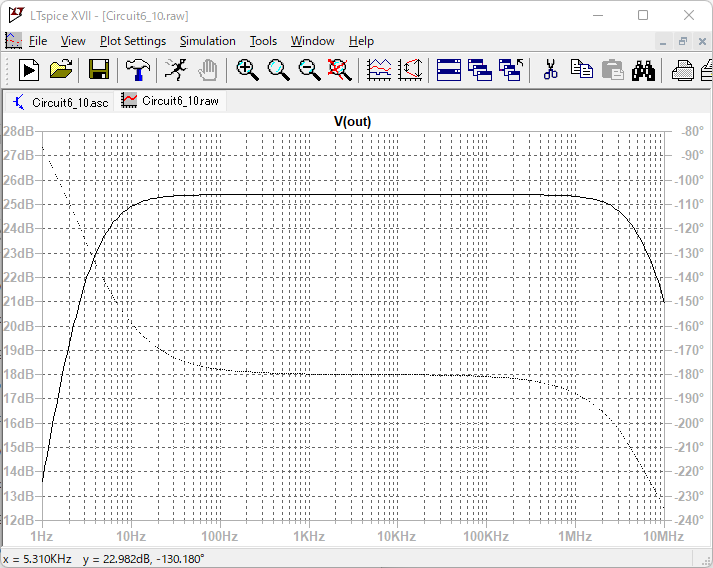 LTspice XVII - [Circuit6_10.raw]
File View Plot Settings Simulation Tools Window Help
Circuit6_10.asc Circuit6_10.raw
V(out)
28dB -80°
27dB -90°
26dB -100°
25dB -110°
24dB -120°
23dB -130°
22dB -140°
21dB -150°
20dB -160°
19dB -170°
18dB -180°
17dB -190°
16dB -200°
15dB -210°
14dB -220°
13dB -230°
12dB -240°
1Hz 10Hz 100Hz 1KHz 10KHz 100KHz 1MHz 10MHz
x = 5.310KHz y = 22.982dB, -130.180°